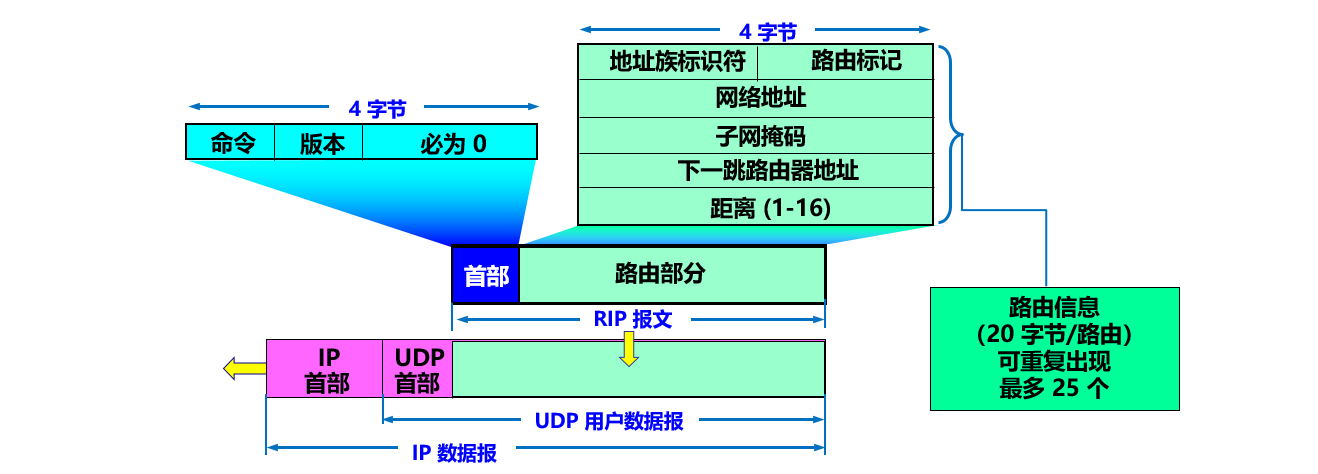 4 字节
地址族标识符 路由标记
网络地址
子网掩码
下一跳路由器地址
距离 (1-16)
4 字节
命令 版本 必为 0
首部 路由部分
RIP 报文
路由信息
(20 字节/路由)
可重复出现
最多 25 个
IP
首部
UDP
首部
UDP 用户数据报
IP 数据报